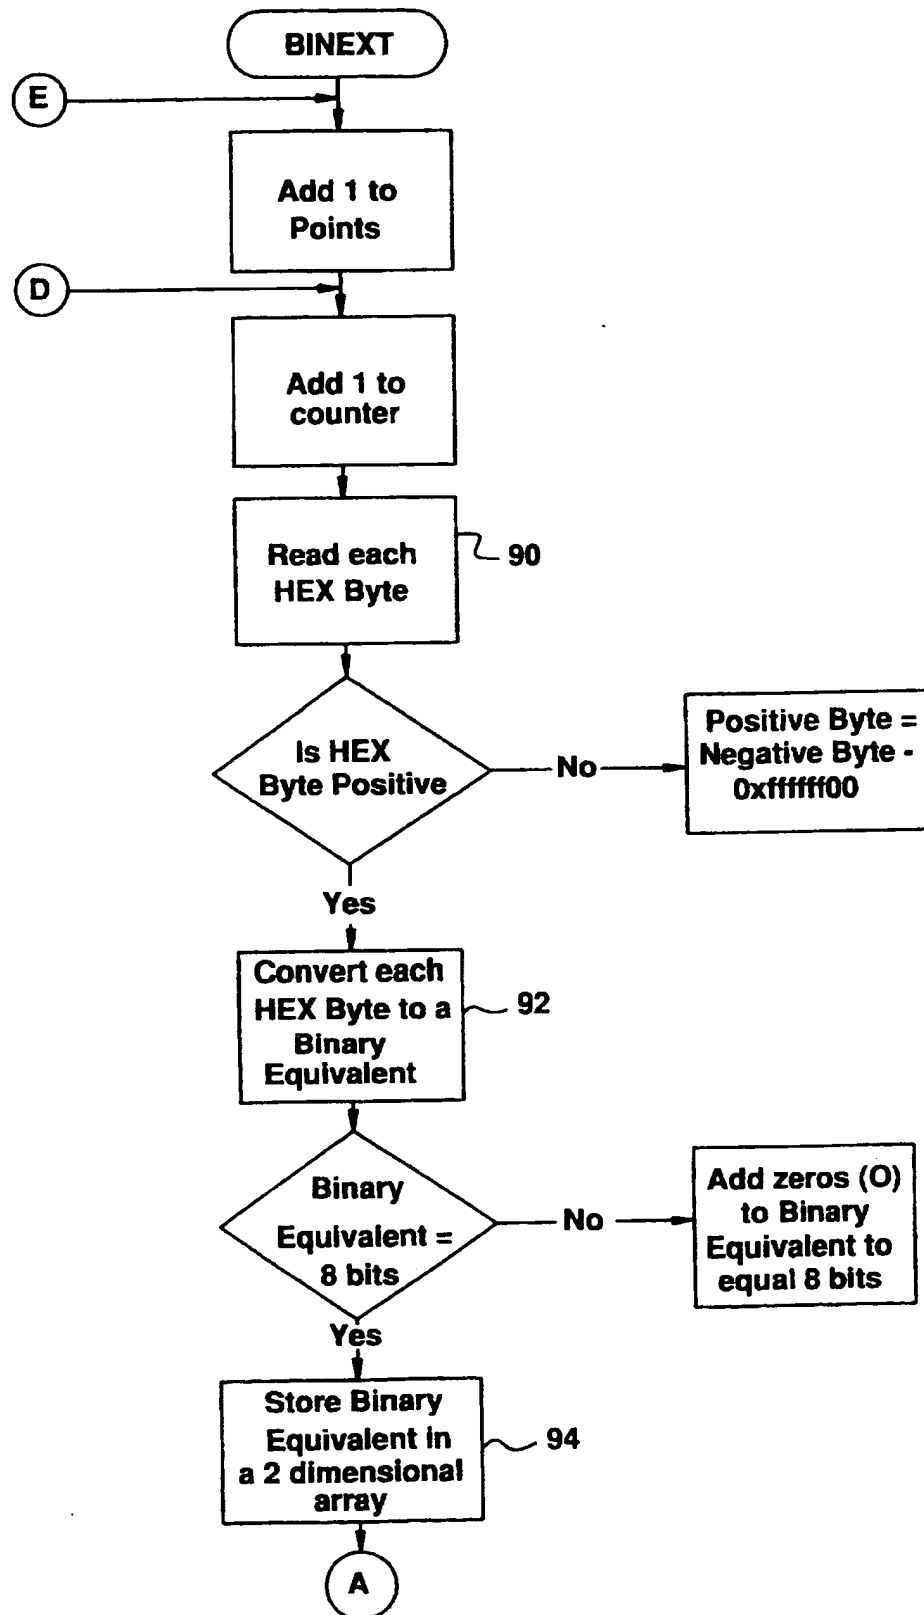 BINEXT
E
Add 1 to
Points
D
Add 1 to
counter
Read each
HEX Byte
90
Is HEX
Byte Positive
No
Positive Byte =
Negative Byte -
0xffffff00
Yes
Convert each
HEX Byte to a
Binary
Equivalent
92
Binary
Equivalent =
8 bits
No
Add zeros (O)
to Binary
Equivalent to
equal 8 bits
Yes
Store Binary
Equivalent in
a 2 dimensional
array
94
A